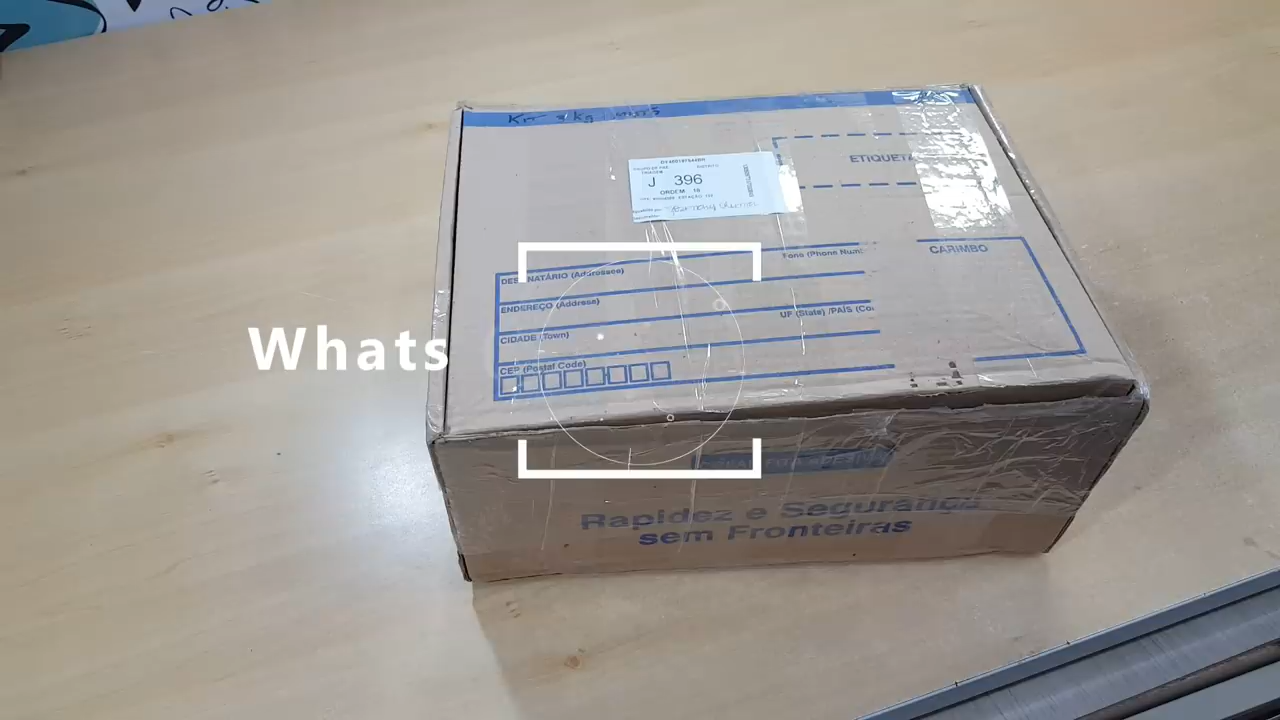 ETIQUETA
J 396
ORDEM 16
CARIMBO
DESTINATÁRIO (Addressee)
Fone (Phone Num
ENDEREÇO (Address)
CIDADE (Town)
UF (State) /PAÍS (Co
CEP (Postal Code)
Whats
Rapidez e Segurança
sem Fronteiras